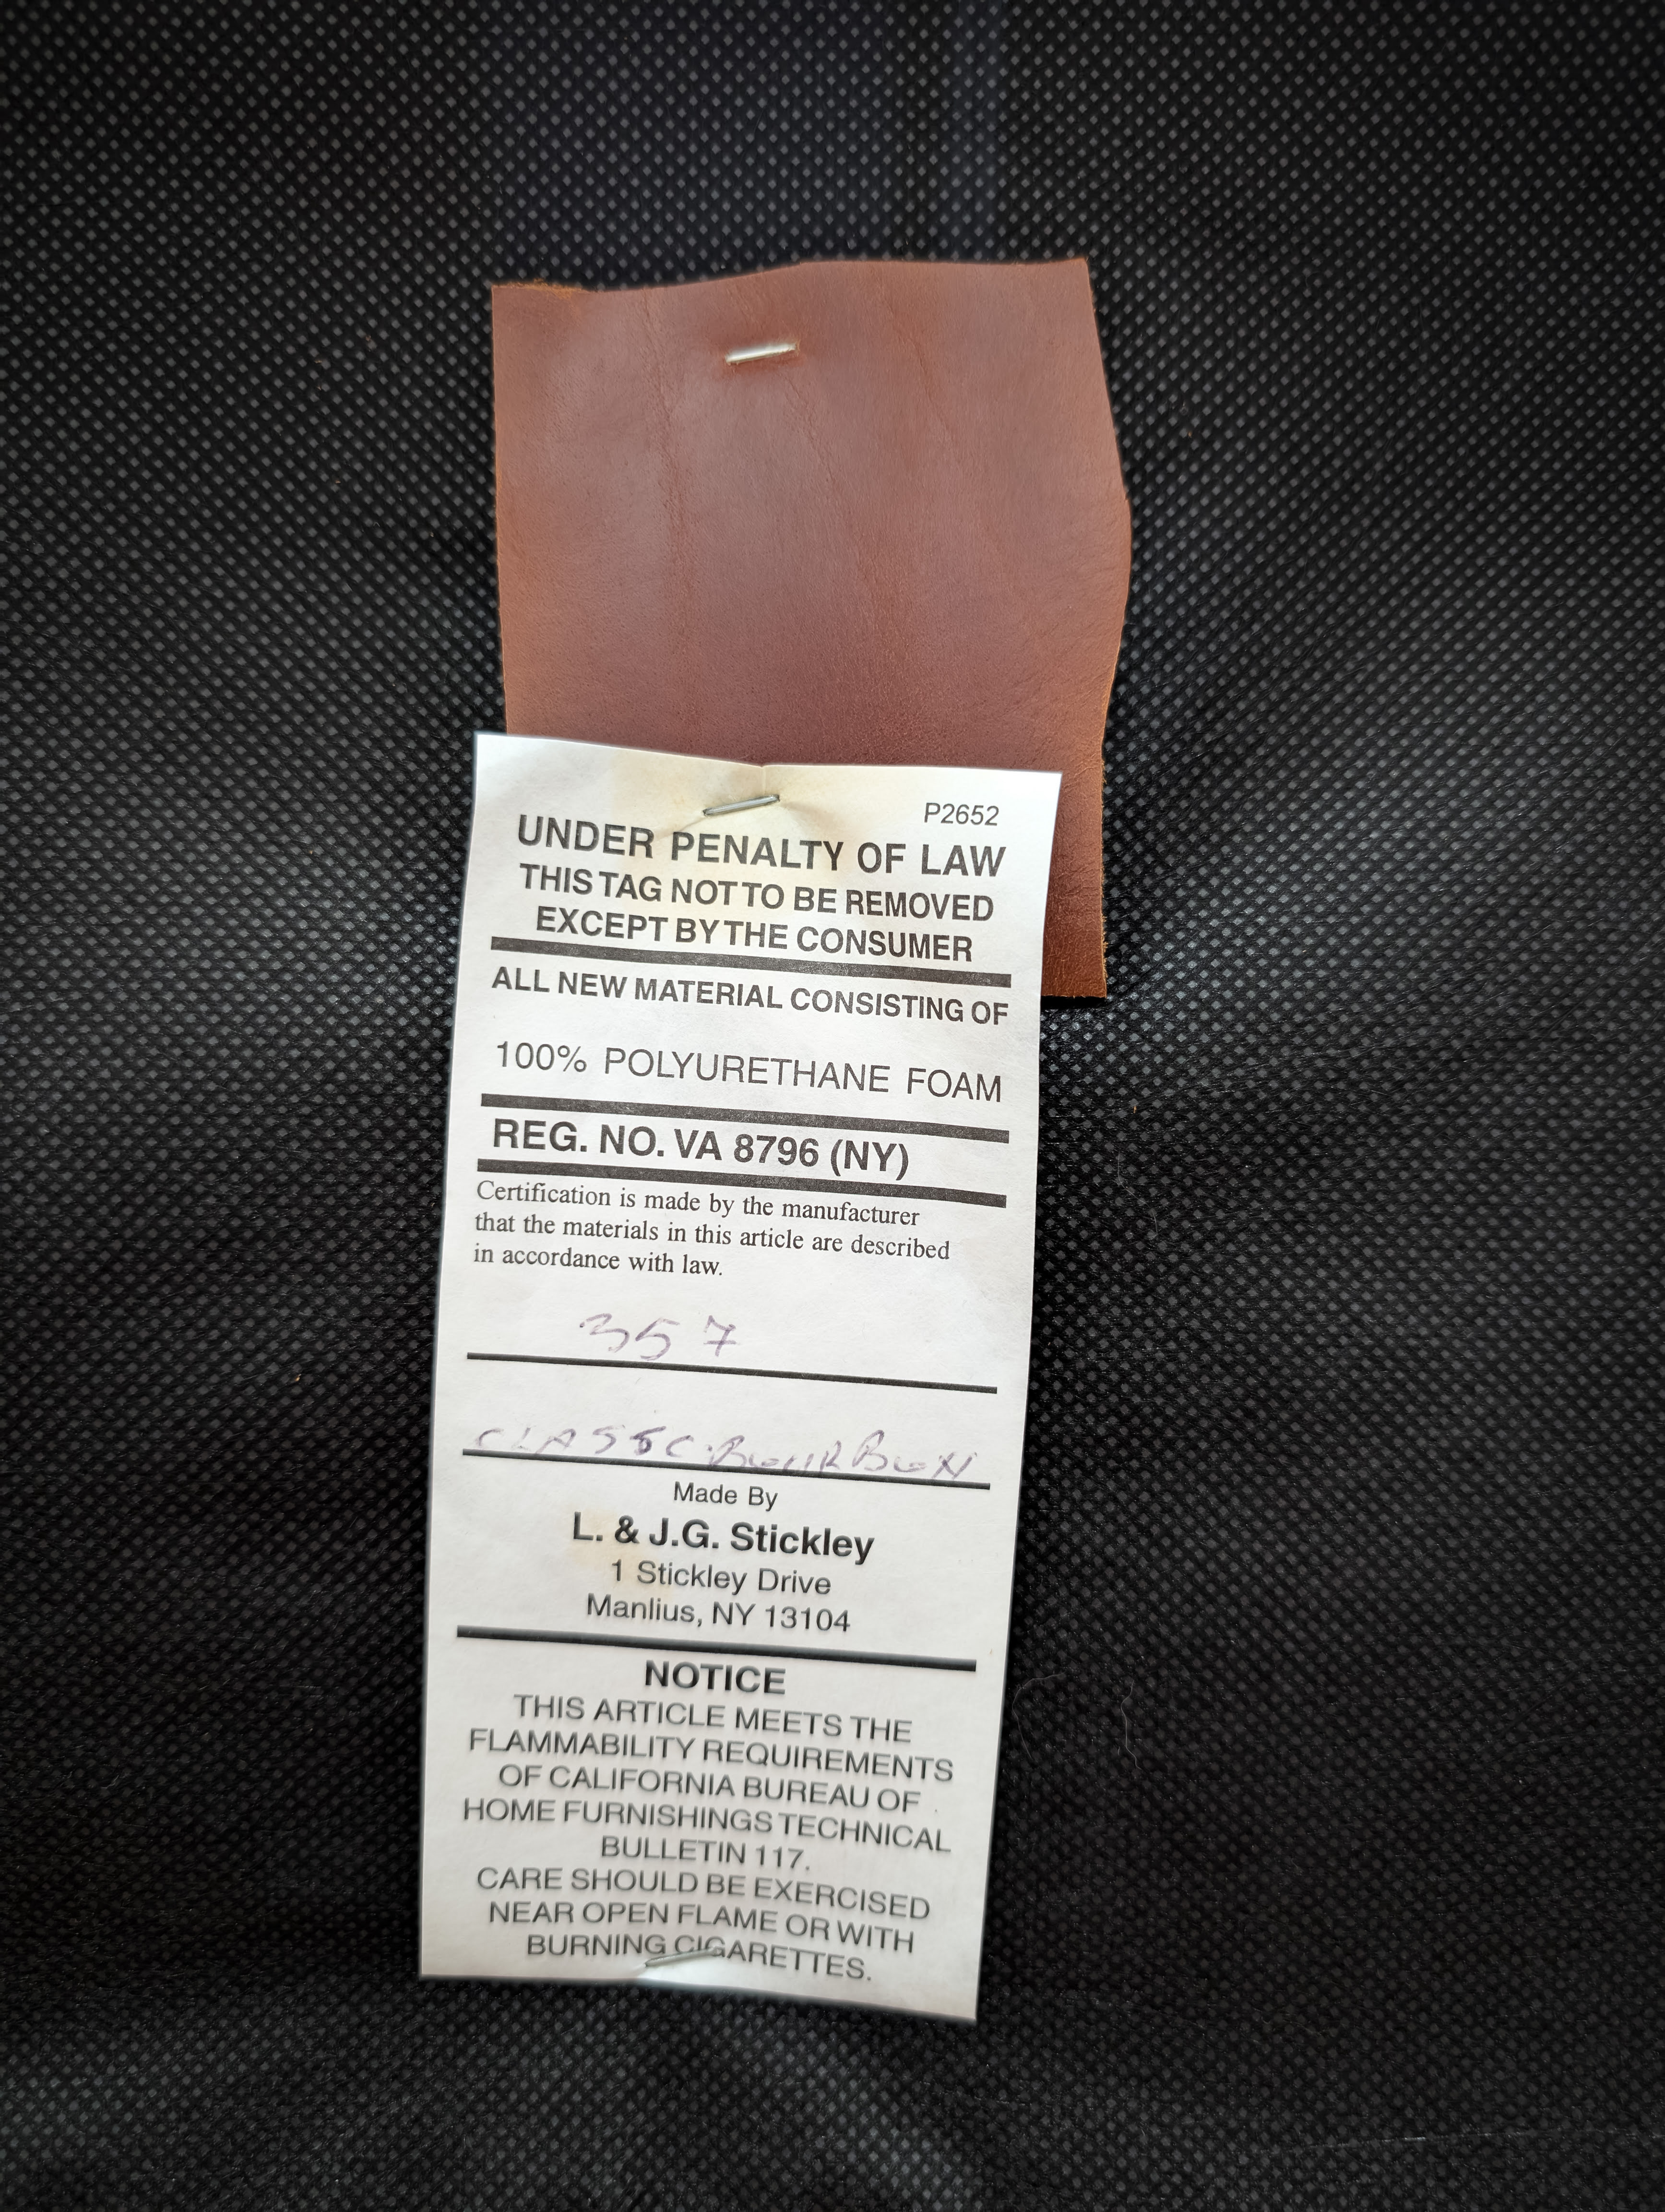 P2652
UNDER PENALTY OF LAW
THIS TAG NOT TO BE REMOVED
EXCEPT BY THE CONSUMER
ALL NEW MATERIAL CONSISTING OF
100% POLYURETHANE FOAM
REG. NO. VA 8796 (NY)
Certification is made by the manufacturer
that the materials in this article are described
in accordance with law.
357
CLASSC BOURBON
Made By
L. & J.G. Stickley
1 Stickley Drive
Manlius, NY 13104
NOTICE
THIS ARTICLE MEETS THE
FLAMMABILITY REQUIREMENTS
OF CALIFORNIA BUREAU OF
HOME FURNISHINGS TECHNICAL
BULLETIN 117.
CARE SHOULD BE EXERCISED
NEAR OPEN FLAME OR WITH
BURNING CIGARETTES.